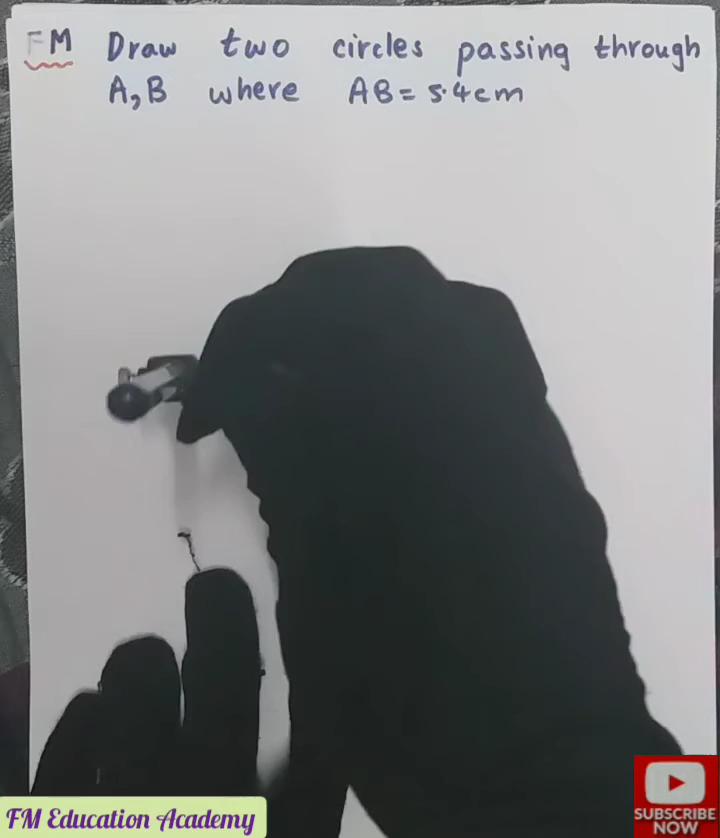 FM Draw two circles passing through
A, B where AB = 5.4cm
FM Education Academy
SUBSCRIBE
NOW